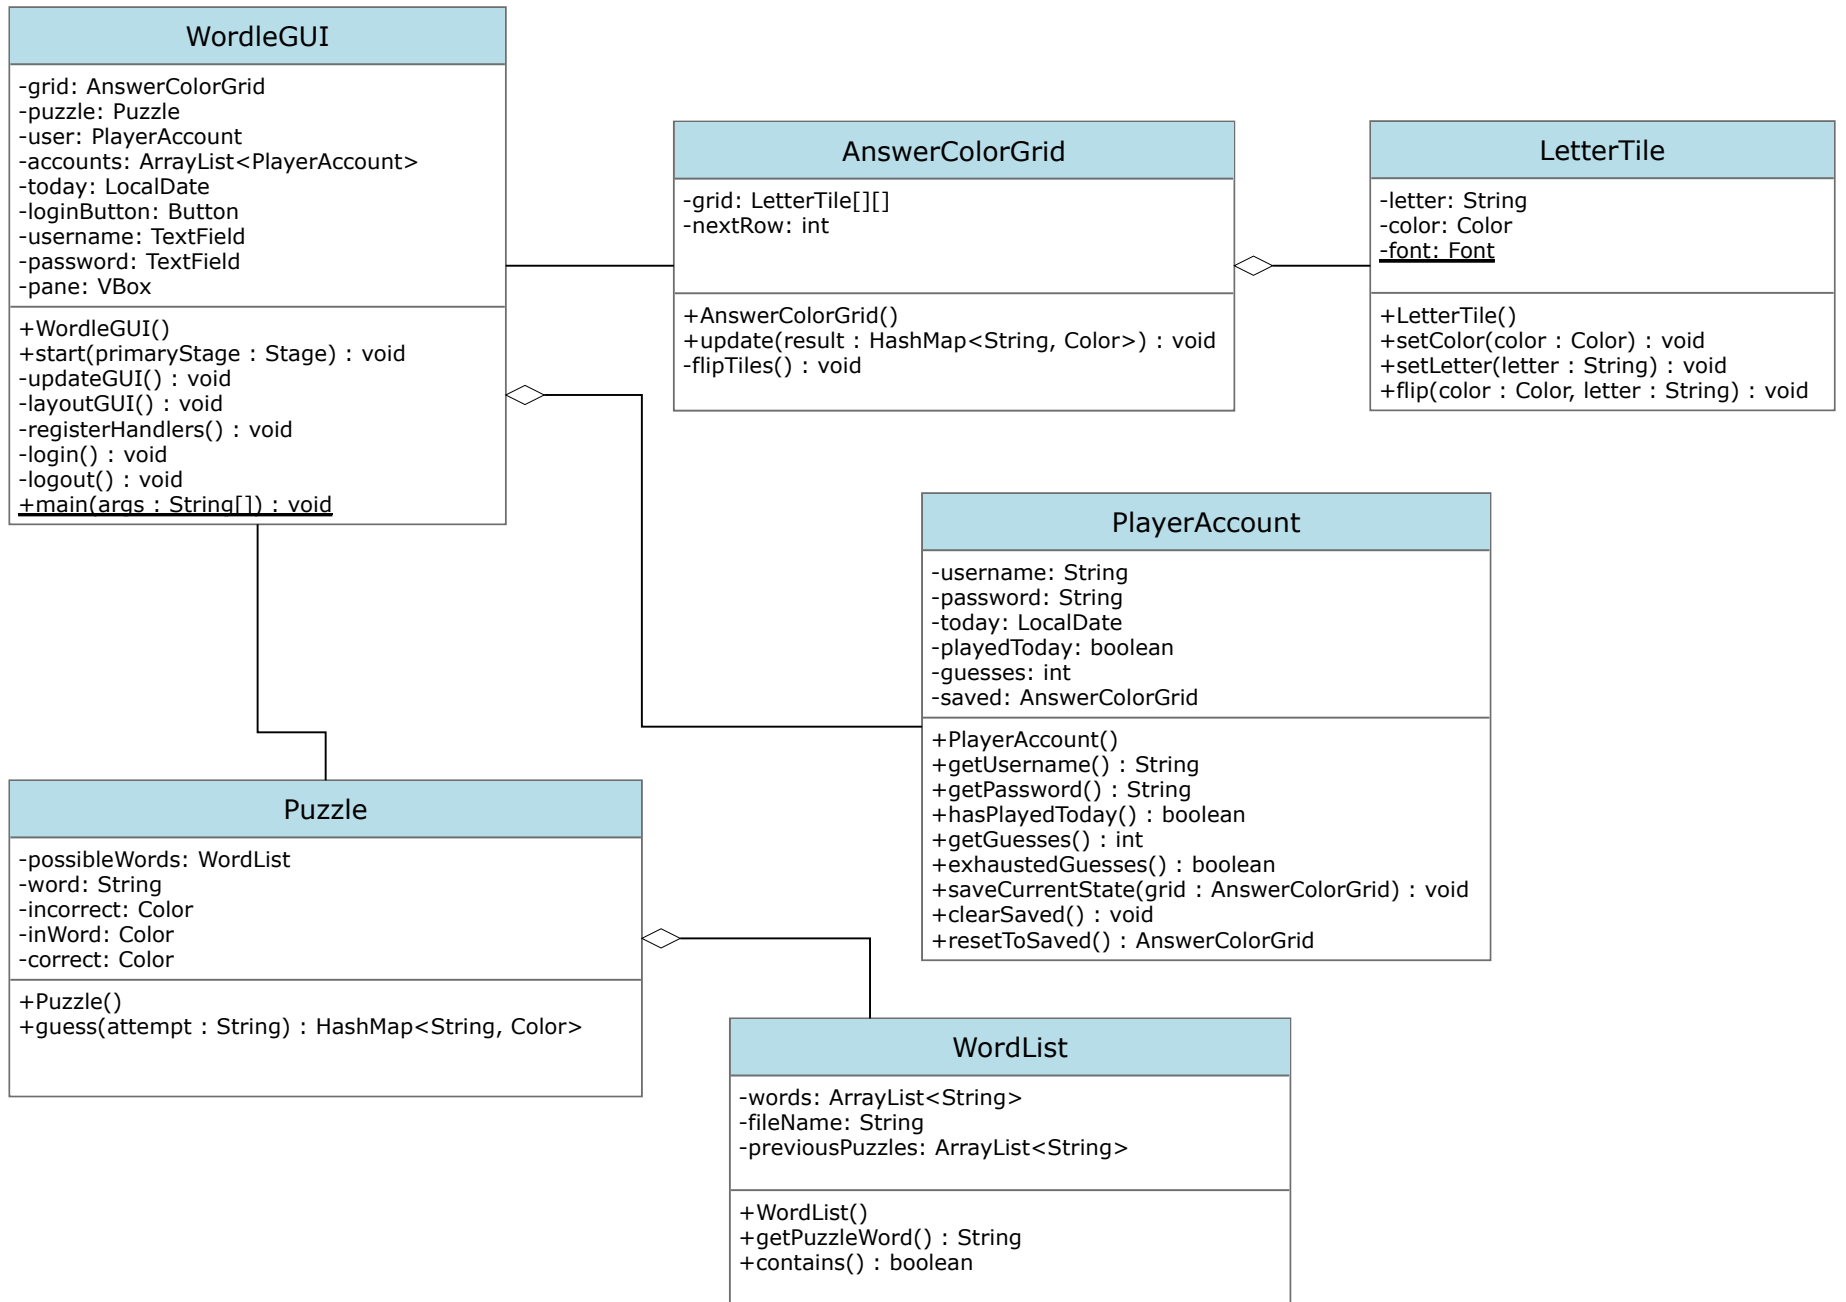 WordleGUI
-grid: AnswerColorGrid
-puzzle: Puzzle
-user: PlayerAccount
-accounts: ArrayList<PlayerAccount>
-today: LocalDate
-loginButton: Button
-username: TextField
-password: TextField
-pane: VBox
+WordleGUI()
+start(primaryStage : Stage) : void
-updateGUI() : void
-layoutGUI() : void
-registerHandlers() : void
-login() : void
-logout() : void
+main(args : String[]) : void
AnswerColorGrid
-grid: LetterTile[][]
-nextRow: int
+AnswerColorGrid()
+update(result : HashMap<String, Color>) : void
-flipTiles() : void
LetterTile
-letter: String
-color: Color
-font: Font
+LetterTile()
+setColor(color : Color) : void
+setLetter(letter : String) : void
+flip(color : Color, letter : String) : void
PlayerAccount
-username: String
-password: String
-today: LocalDate
-playedToday: boolean
-guesses: int
-saved: AnswerColorGrid
+PlayerAccount()
+getUsername() : String
+getPassword() : String
+hasPlayedToday() : boolean
+getGuesses() : int
+exhaustedGuesses() : boolean
+saveCurrentState(grid : AnswerColorGrid) : void
+clearSaved() : void
+resetToSaved() : AnswerColorGrid
Puzzle
-possibleWords: WordList
-word: String
-incorrect: Color
-inWord: Color
-correct: Color
+Puzzle()
+guess(attempt : String) : HashMap<String, Color>
WordList
-words: ArrayList<String>
-fileName: String
-previousPuzzles: ArrayList<String>
+WordList()
+getPuzzleWord() : String
+contains() : boolean